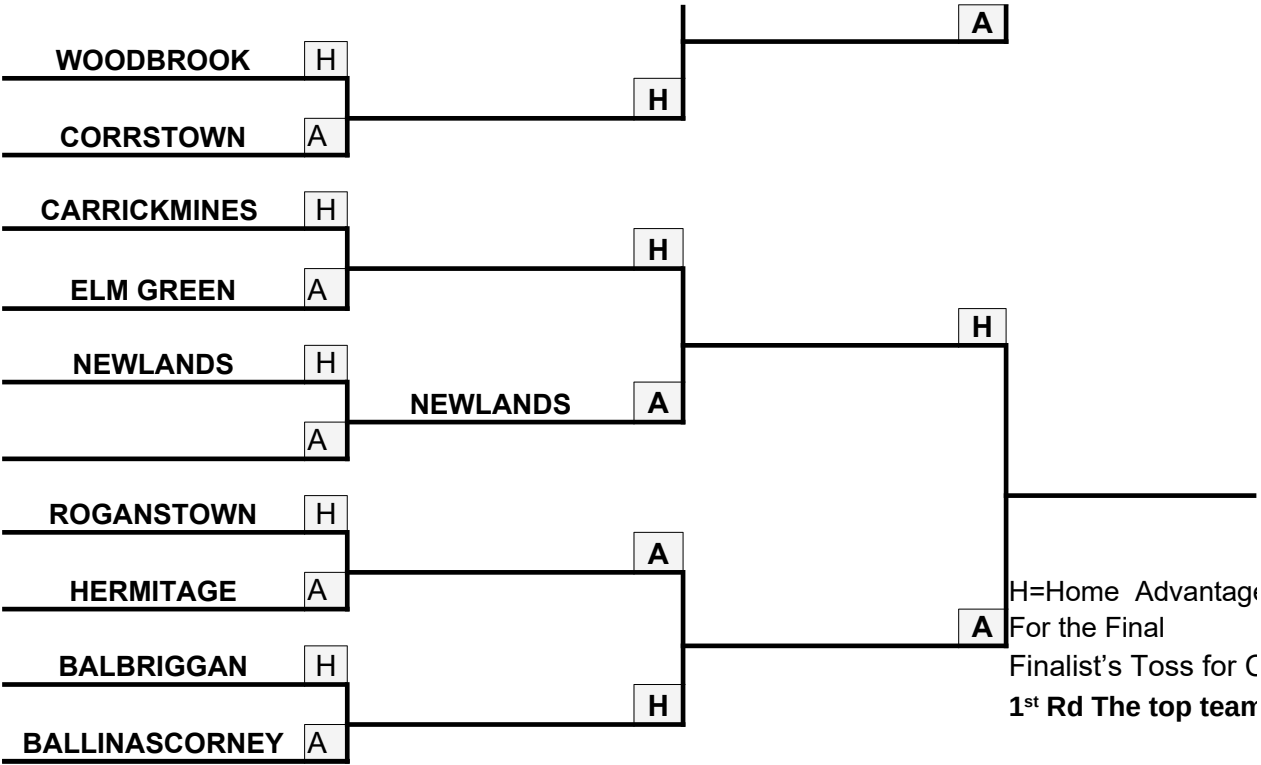 A
WOODBROOK H
H
CORRSTOWN A
CARRICKMINES H
H
ELM GREEN A
H
NEWLANDS H
NEWLANDS A
A
ROGANSTOWN H
A
HERMITAGE A
H=Home Advantage
A For the Final
BALBRIGGAN H
Finalist's Toss for
H
1st Rd The top team
BALLINASCORNEY A